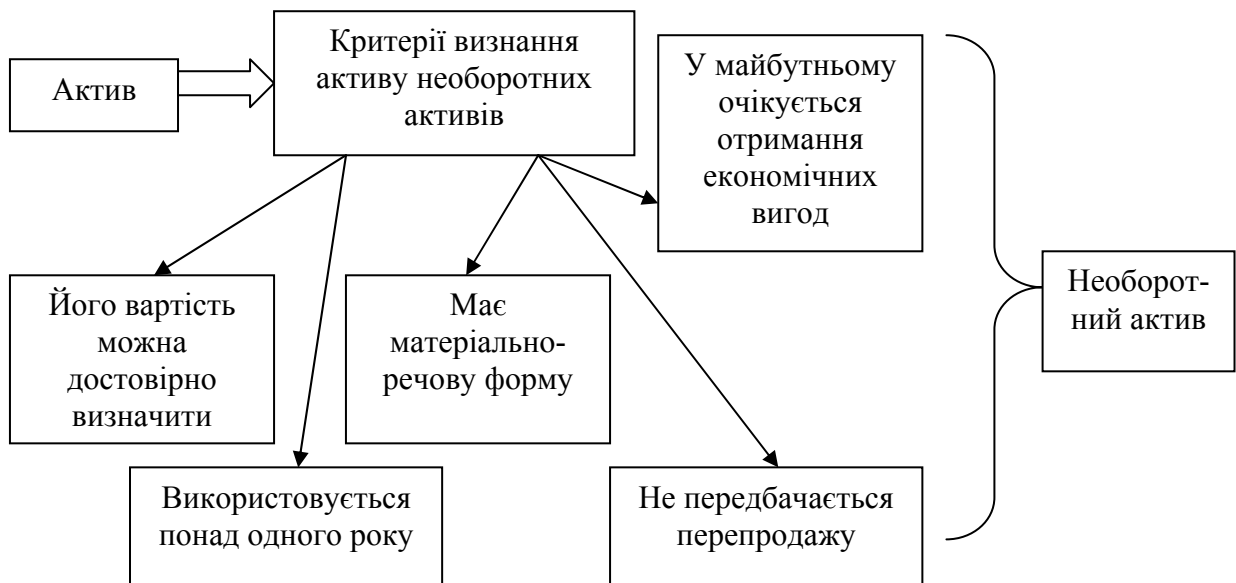 Актив
Критерії визнання
активу необоротних
активів
У майбутньому
очікується
отримання
економічних
вигод
Його вартість
можна
достовірно
визначити
Має
матеріально-
речову форму
Необорот-
ний актив
Використовується
понад одного року
Не передбачається
перепродажу